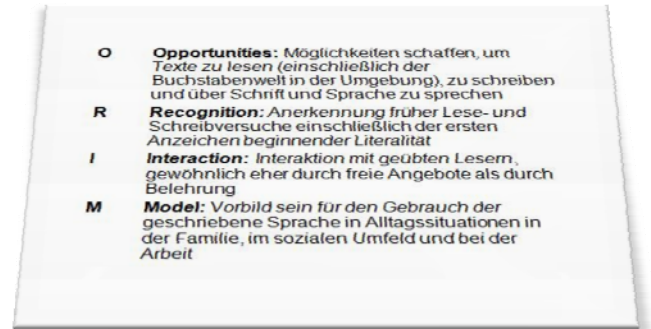 O Opportunities: Möglichkeiten schaffen, um
Texte zu lesen (einschließlich der
Buchstabenwelt in der Umgebung), zu schreiben
und über Schrift und Sprache zu sprechen
R Recognition: Anerkennung früher Lese- und
Schreibversuche einschließlich der ersten
Anzeichen beginnender Literalität
I Interaction: Interaktion mit geübten Lesern,
gewöhnlich eher durch freie Angebote als durch
Belehrung
M Model: Vorbild sein für den Gebrauch der
geschriebene Sprache in Alltagssituationen in
der Familie, im sozialen Umfeld und bei der
Arbeit